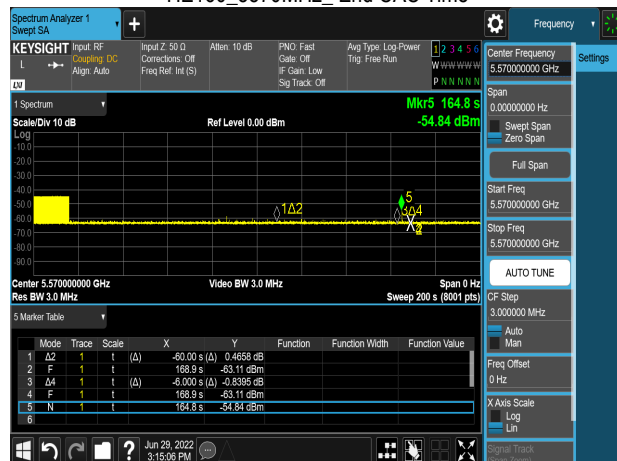 HE160_5570MHz_ End CAC Time
Spectrum Analyzer 1
Swept SA
Frequency
KEYSIGHT
L
LXI
Input: RF
Coupling: DC
Align: Auto
Input Z: 50 Ω
Corrections: Off
Freq Ref: Int (S)
Atten: 10 dB
PNO: Fast
Gate: Off
IF Gain: Low
Sig Track: Off
Avg Type: Log-Power
Trig: Free Run
1 2 3 4 5 6
W W W W W W
P N N N N N
1 Spectrum
Scale/Div 10 dB
Ref Level 0.00 dBm
Mkr5 164.8 s
-54.84 dBm
Log
-10.0
-20.0
-30.0
-40.0
-50.0
-60.0
-70.0
-80.0
-90.0
1Δ2
5
3Δ4
Center 5.570000000 GHz
Video BW 3.0 MHz
Span 0 Hz
Res BW 3.0 MHz
Sweep 200 s (8001 pts)
5 Marker Table
Mode Trace Scale X Y Function Function Width Function Value
1 Δ2 1 t (Δ) -60.00 s (Δ) 0.4658 dB
2 F 1 t 168.9 s -63.11 dBm
3 Δ4 1 t (Δ) -6.000 s (Δ) -0.8395 dB
4 F 1 t 168.9 s -63.11 dBm
5 N 1 t 164.8 s -54.84 dBm
6
Jun 29, 2022
3:15:06 PM
Center Frequency
5.570000000 GHz
Settings
Span
0.00000000 Hz
Swept Span
Zero Span
Full Span
Start Freq
5.570000000 GHz
Stop Freq
5.570000000 GHz
AUTO TUNE
CF Step
3.000000 MHz
Auto
Man
Freq Offset
0 Hz
X Axis Scale
Log
Lin
Signal Track
(Span Zoom)